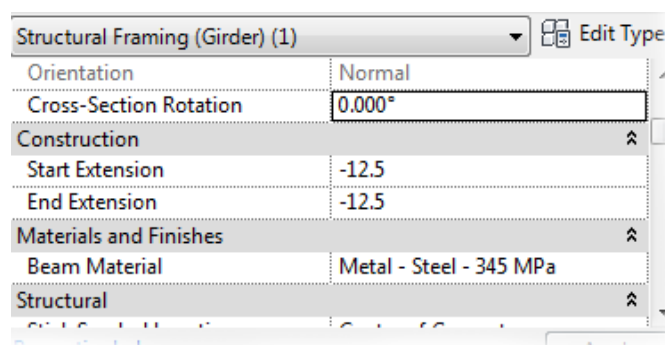 Structural Framing (Girder) (1) Edit Type
Orientation Normal
Cross-Section Rotation 0.000°
Construction
Start Extension -12.5
End Extension -12.5
Materials and Finishes
Beam Material Metal - Steel - 345 MPa
Structural